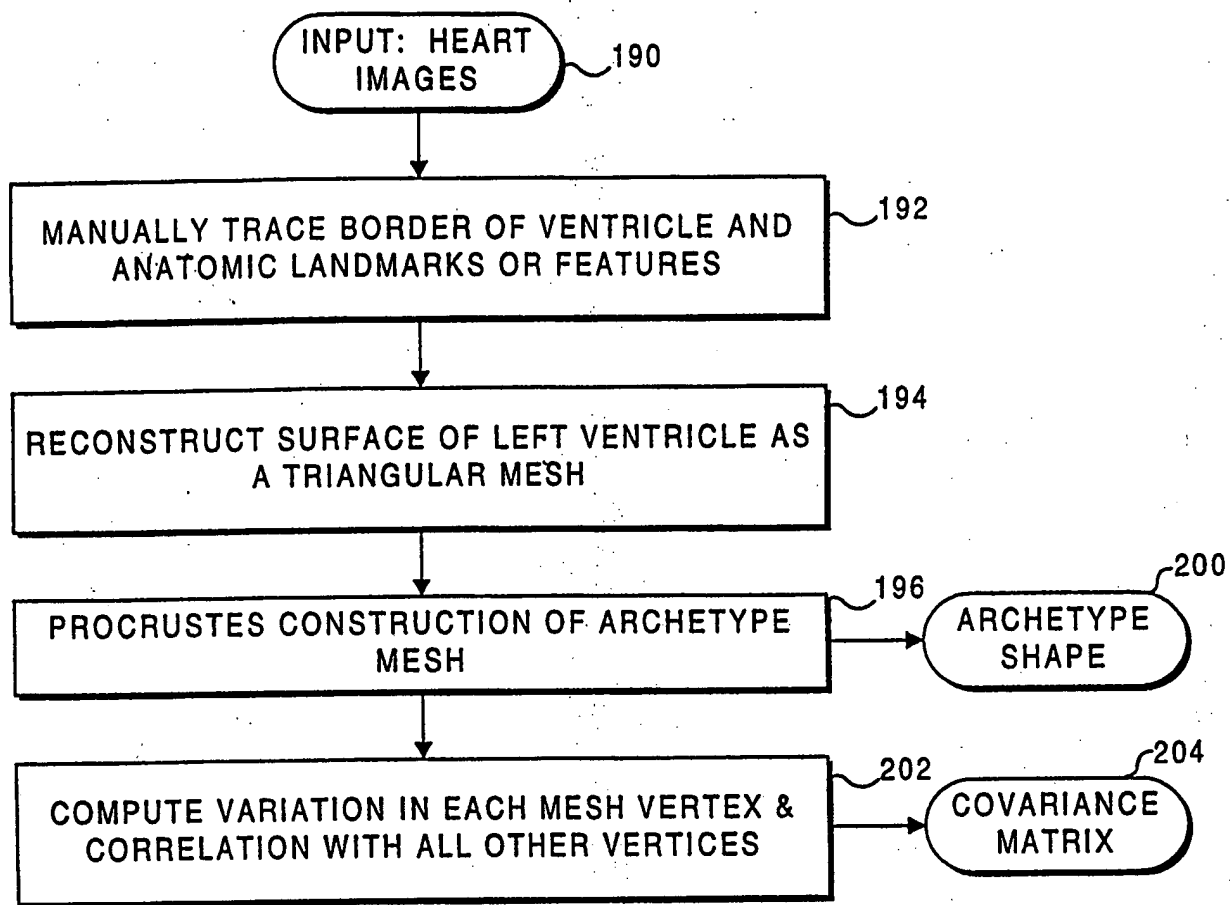 INPUT: HEART
IMAGES
190
192
MANUALLY TRACE BORDER OF VENTRICLE AND
ANATOMIC LANDMARKS OR FEATURES
194
RECONSTRUCT SURFACE OF LEFT VENTRICLE AS
A TRIANGULAR MESH
196
PROCRUSTES CONSTRUCTION OF ARCHETYPE
MESH
200
ARCHETYPE
SHAPE
202
COMPUTE VARIATION IN EACH MESH VERTEX &
CORRELATION WITH ALL OTHER VERTICES
204
COVARIANCE
MATRIX